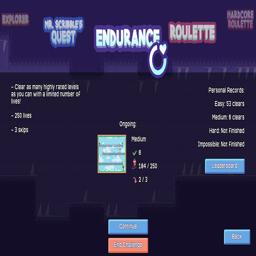 EXPLORER
MR. SCRIBBLE'S
QUEST
ENDURANCE
ROULETTE
HARDCORE
ROULETTE
- Clear as many highly rated levels
as you can with a limited number of
lives!
- 250 lives
- 3 skips
Personal Records:
Easy: 53 clears
Medium: 8 clears
Hard: Not Finished
Impossible: Not Finished
Leaderboard
Ongoing:
Medium
6
184 / 250
2 / 3
Continue
End Challenge
Back